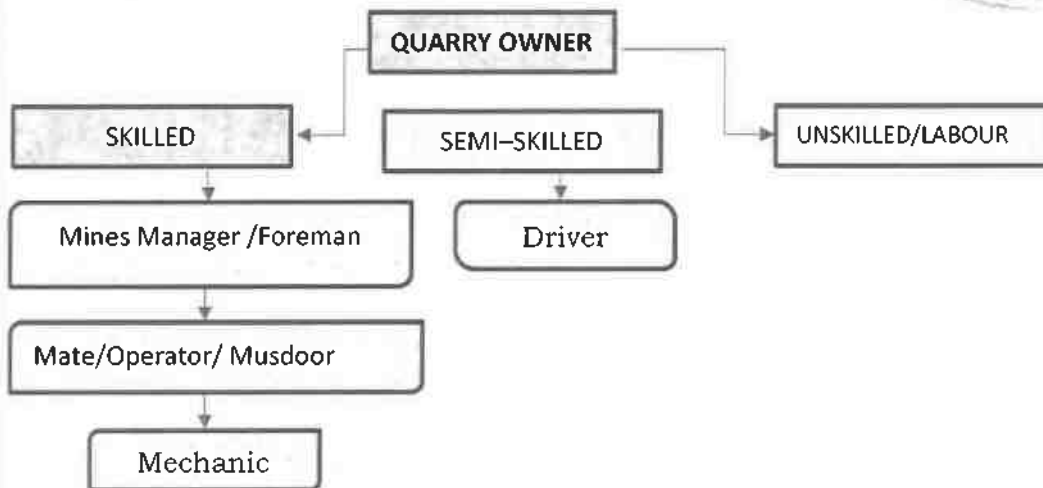 QUARRY OWNER
SKILLED
SEMI–SKILLED
UNSKILLED/LABOUR
Mines Manager /Foreman
Driver
Mate/Operator/ Musdoor
Mechanic